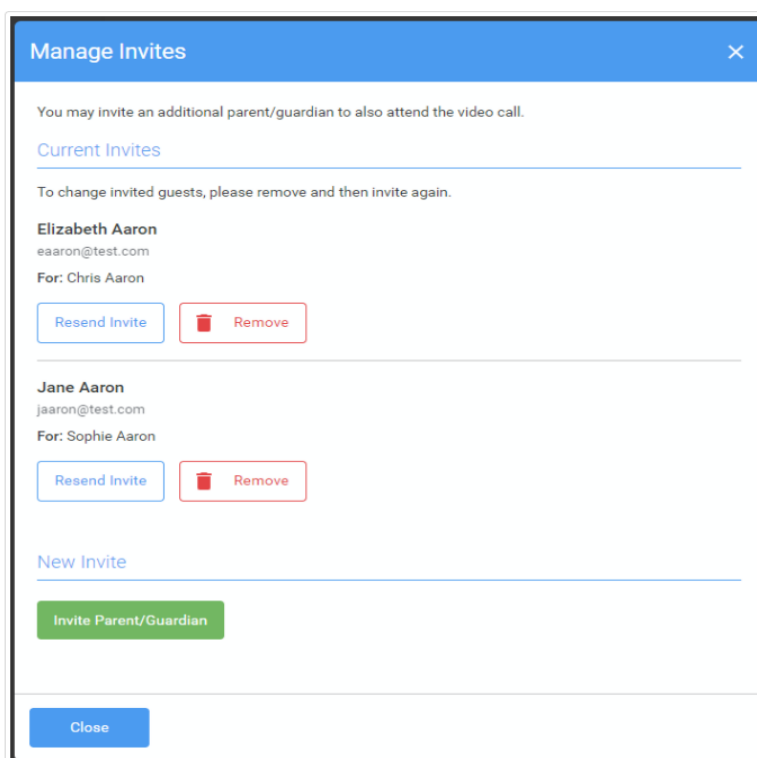 Manage Invites
You may invite an additional parent/guardian to also attend the video call.
Current Invites
To change invited guests, please remove and then invite again.
Elizabeth Aaron
eaaron@test.com
For: Chris Aaron
Resend Invite Remove
Jane Aaron
jaaron@test.com
For: Sophie Aaron
Resend Invite Remove
New Invite
Invite Parent/Guardian
Close